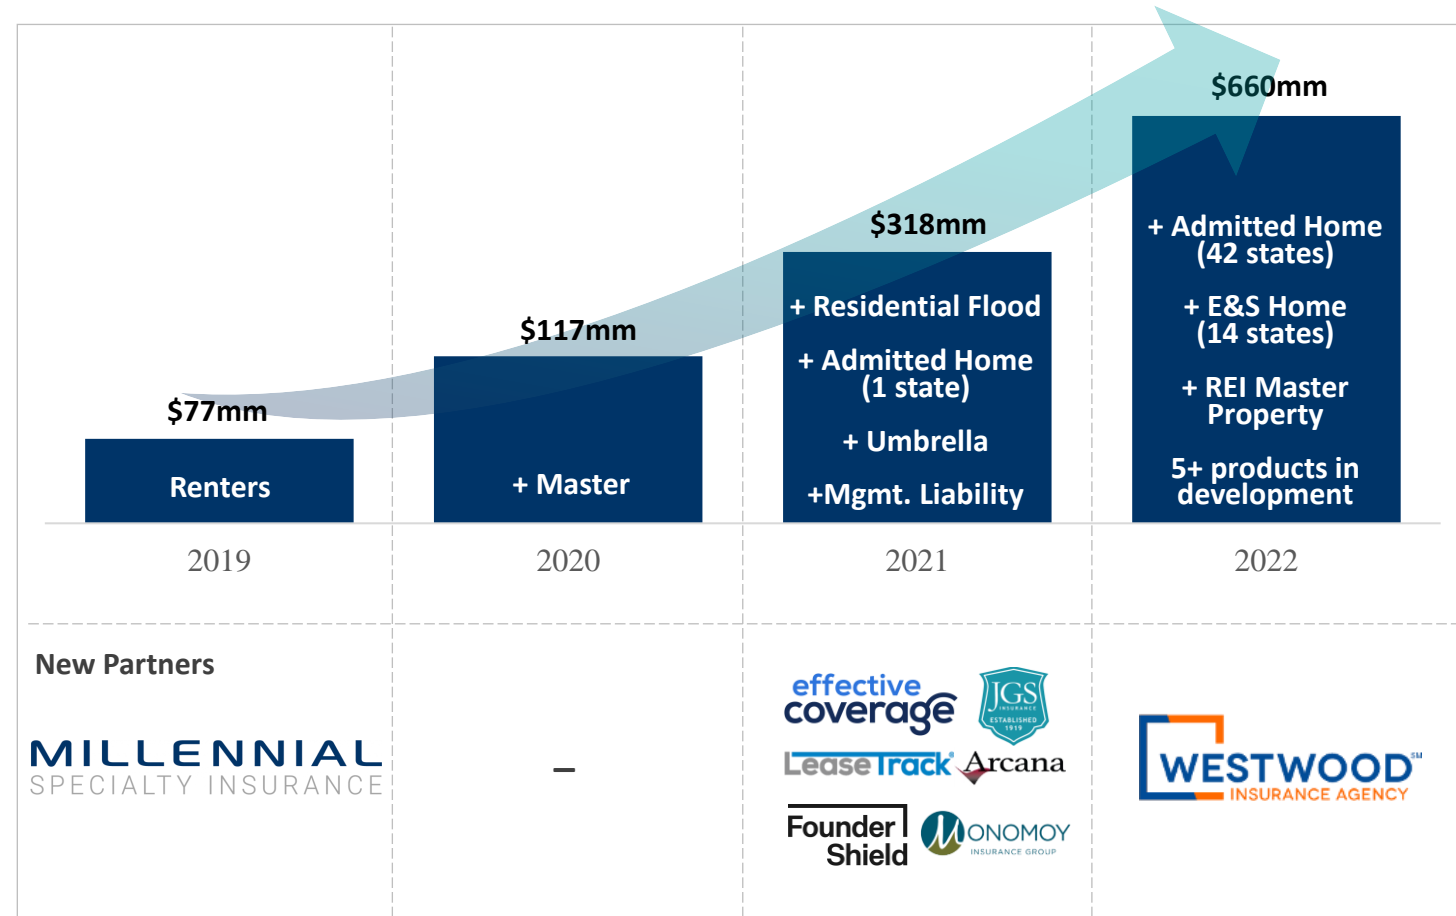 $77mm
Renters
2019
$117mm
+ Master
2020
$318mm
+ Residential Flood
+ Admitted Home
(1 state)
+ Umbrella
+Mgmt. Liability
2021
$660mm
+ Admitted Home
(42 states)
+ E&S Home
(14 states)
+ REI Master
Property
5+ products in
development
2022
New Partners
MILLENNIAL
SPECIALTY INSURANCE
–
effective
coverage
JGS
INSURANCE
ESTABLISHED
1919
LeaseTrack®
Arcana
Founder
Shield
MONOMOY
INSURANCE GROUP
WESTWOOD℠
INSURANCE AGENCY